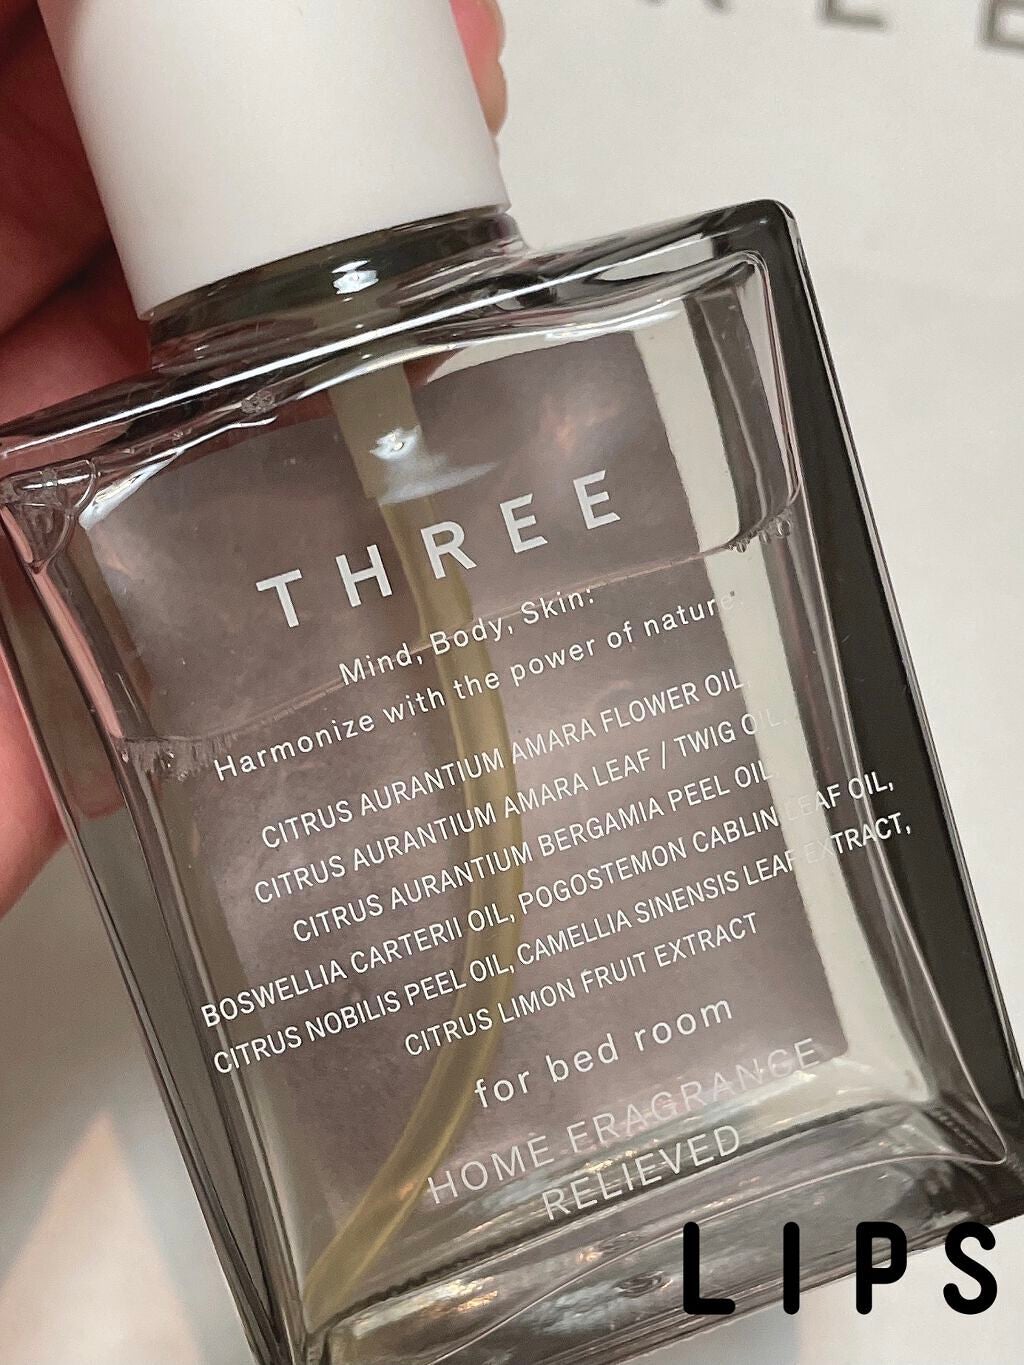 THREE
Mind, Body, Skin:
Harmonize with the power of nature.
CITRUS AURANTIUM AMARA FLOWER OIL,
CITRUS AURANTIUM AMARA LEAF / TWIG OIL,
CITRUS AURANTIUM BERGAMIA PEEL OIL,
BOSWELLIA CARTERII OIL, POGOSTEMON CABLIN LEAF OIL,
CITRUS NOBILIS PEEL OIL, CAMELLIA SINENSIS LEAF EXTRACT,
CITRUS LIMON FRUIT EXTRACT
for bed room
HOME FRAGRANGE
RELIEVED
LIPS